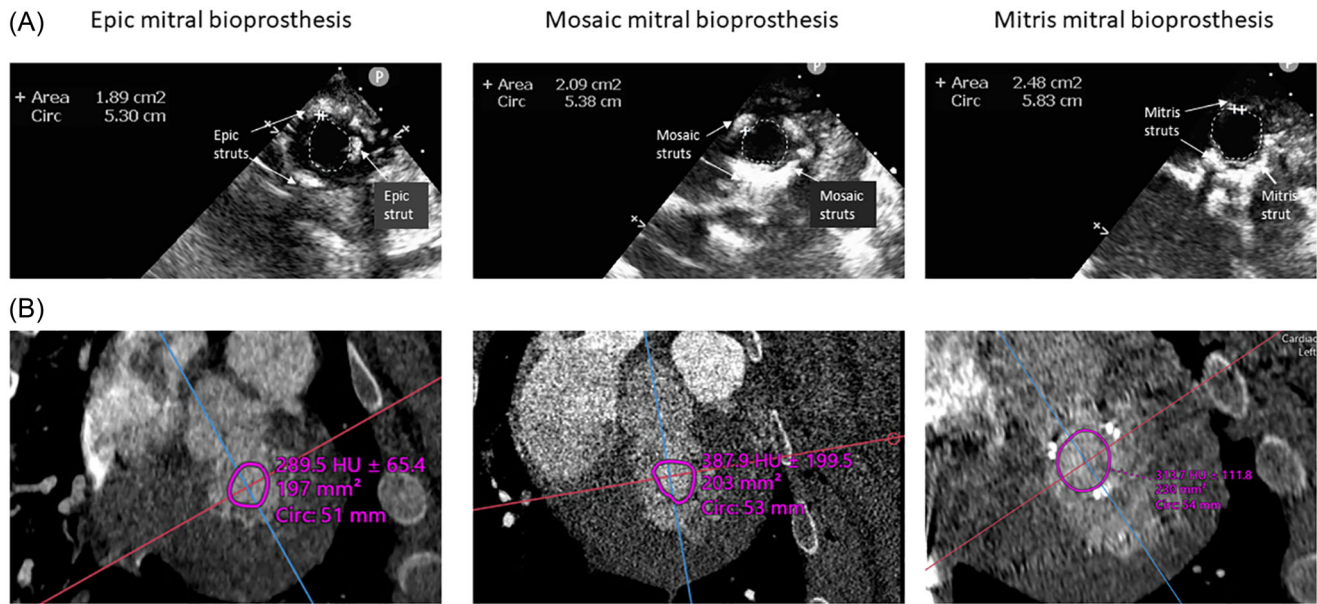 (A)
Epic mitral bioprosthesis
Mosaic mitral bioprosthesis
Mitris mitral bioprosthesis
+ Area 1.89 cm2
Circ 5.30 cm
P
Epic
struts
Epic
strut
+ Area 2.09 cm2
Circ 5.38 cm
P
Mosaic
struts
Mosaic
struts
+ Area 2.48 cm2
Circ 5.83 cm
P
Mitris
struts
Mitris
strut
(B)
289.5 HU ± 65.4
197 mm²
Circ: 51 mm
387.9 HU ± 199.5
203 mm²
Circ: 53 mm
Cardiac
Left
313.7 HU ± 111.8
230 mm²
Circ: 54 mm